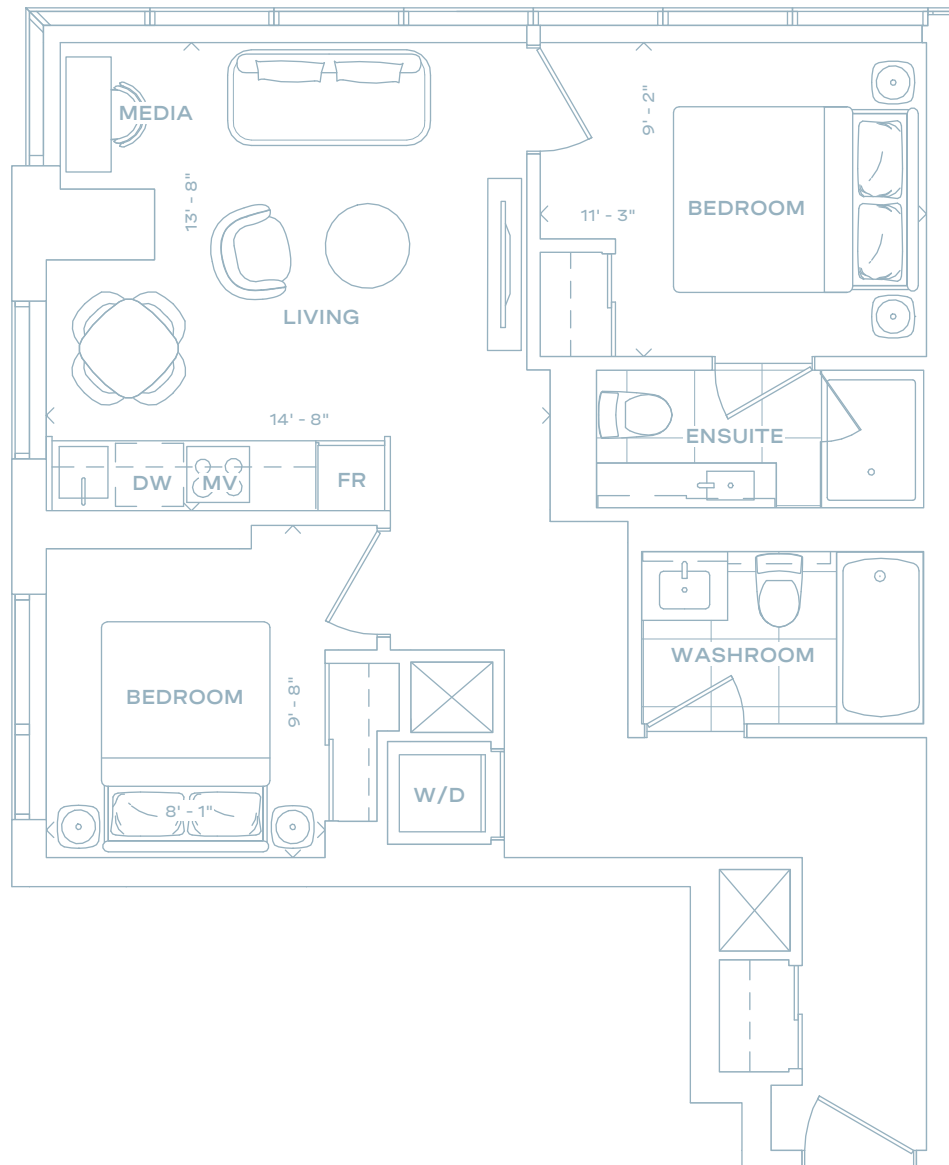 MEDIA
9' - 2"
13' - 8"
BEDROOM
11' - 3"
LIVING
14' - 8"
ENSUITE
DW
MV
FR
WASHROOM
BEDROOM
9' - 8"
W/D
8' - 1"